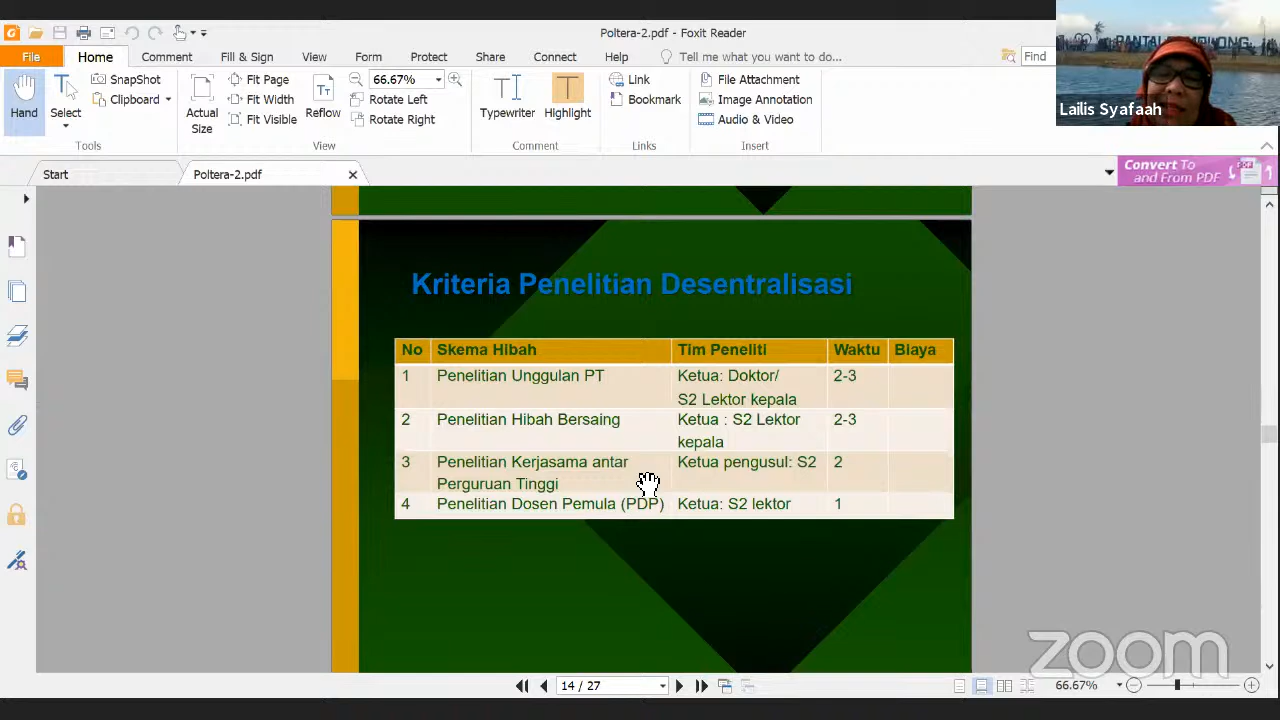 Poltera-2.pdf - Foxit Reader
File Home Comment Fill & Sign View Form Protect Share Connect Help Tell me what you want to do... Find
Hand
Select
SnapShot
Clipboard
Tools
Actual Size
Fit Page
Fit Width
Fit Visible
Reflow
66.67%
Rotate Left
Rotate Right
View
Typewriter
Highlight
Comment
Link
Bookmark
Links
File Attachment
Image Annotation
Audio & Video
Insert
PANTAI
Lailis Syafaah
Start Poltera-2.pdf
Convert To
and From PDF
Kriteria Penelitian Desentralisasi
No Skema Hibah Tim Peneliti Waktu Biaya
1 Penelitian Unggulan PT Ketua: Doktor/ 2-3
S2 Lektor kepala
2 Penelitian Hibah Bersaing Ketua : S2 Lektor 2-3
kepala
3 Penelitian Kerjasama antar Ketua pengusul: S2 2
Perguruan Tinggi
4 Penelitian Dosen Pemula (PDP) Ketua: S2 lektor 1
zoom
14 / 27
66.67%